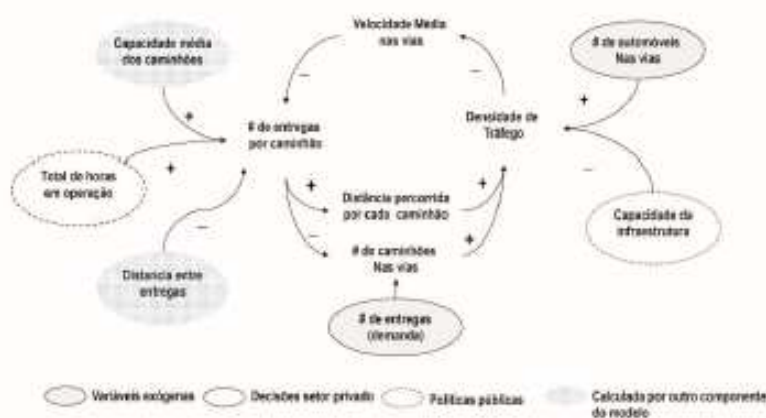 Velocidade Média
nas vias
Capacidade média
dos caminhões
# de automóveis
Nas vias
−
−
+
+
# de entregas
por caminhão
Densidade de
Tráfego
Total de horas
em operação
+
+
Distância percorrida
por cada caminhão
+
−
Capacidade da
infraestrutura
−
−
# de caminhões
Nas vias
+
Distancia entre
entregas
# de entregas
(demanda)
Variáveis exógenas
Decisões setor privado
Políticas públicas
Calculada por outro componente
do modelo